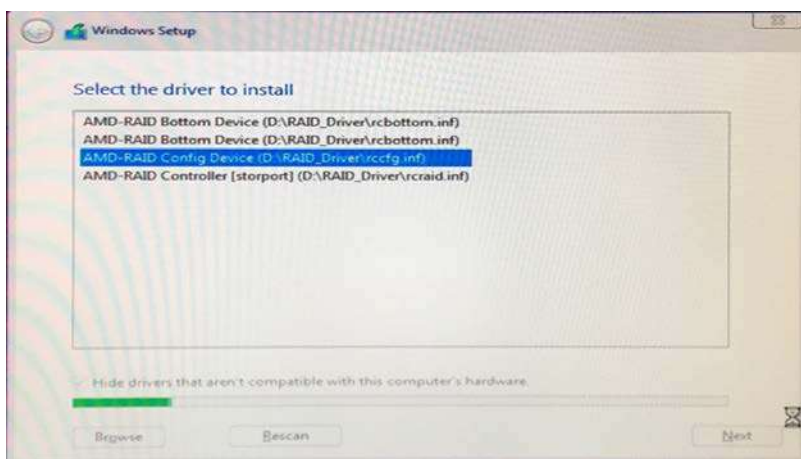 Windows Setup
Select the driver to install
AMD-RAID Bottom Device (D:\RAID_Driver\rcbottom.inf)
AMD-RAID Bottom Device (D:\RAID_Driver\rcbottom.inf)
AMD-RAID Config Device (D:\RAID_Driver\rccfg.inf)
AMD-RAID Controller [storport] (D:\RAID_Driver\rcraid.inf)
Hide drivers that aren't compatible with this computer's hardware.
Browse Rescan Next